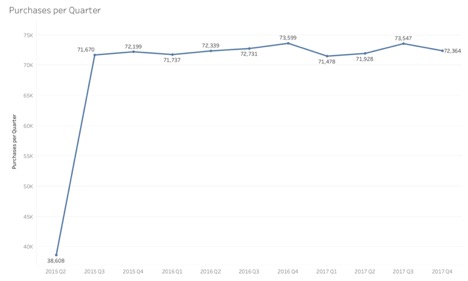 Purchases per Quarter
75K
70K
65K
60K
55K
50K
45K
40K
Purchases per Quarter
38,608
71,670
72,199
71,737
72,339
72,731
73,599
71,478
71,928
73,547
72,364
2015 Q2
2015 Q3
2015 Q4
2016 Q1
2016 Q2
2016 Q3
2016 Q4
2017 Q1
2017 Q2
2017 Q3
2017 Q4